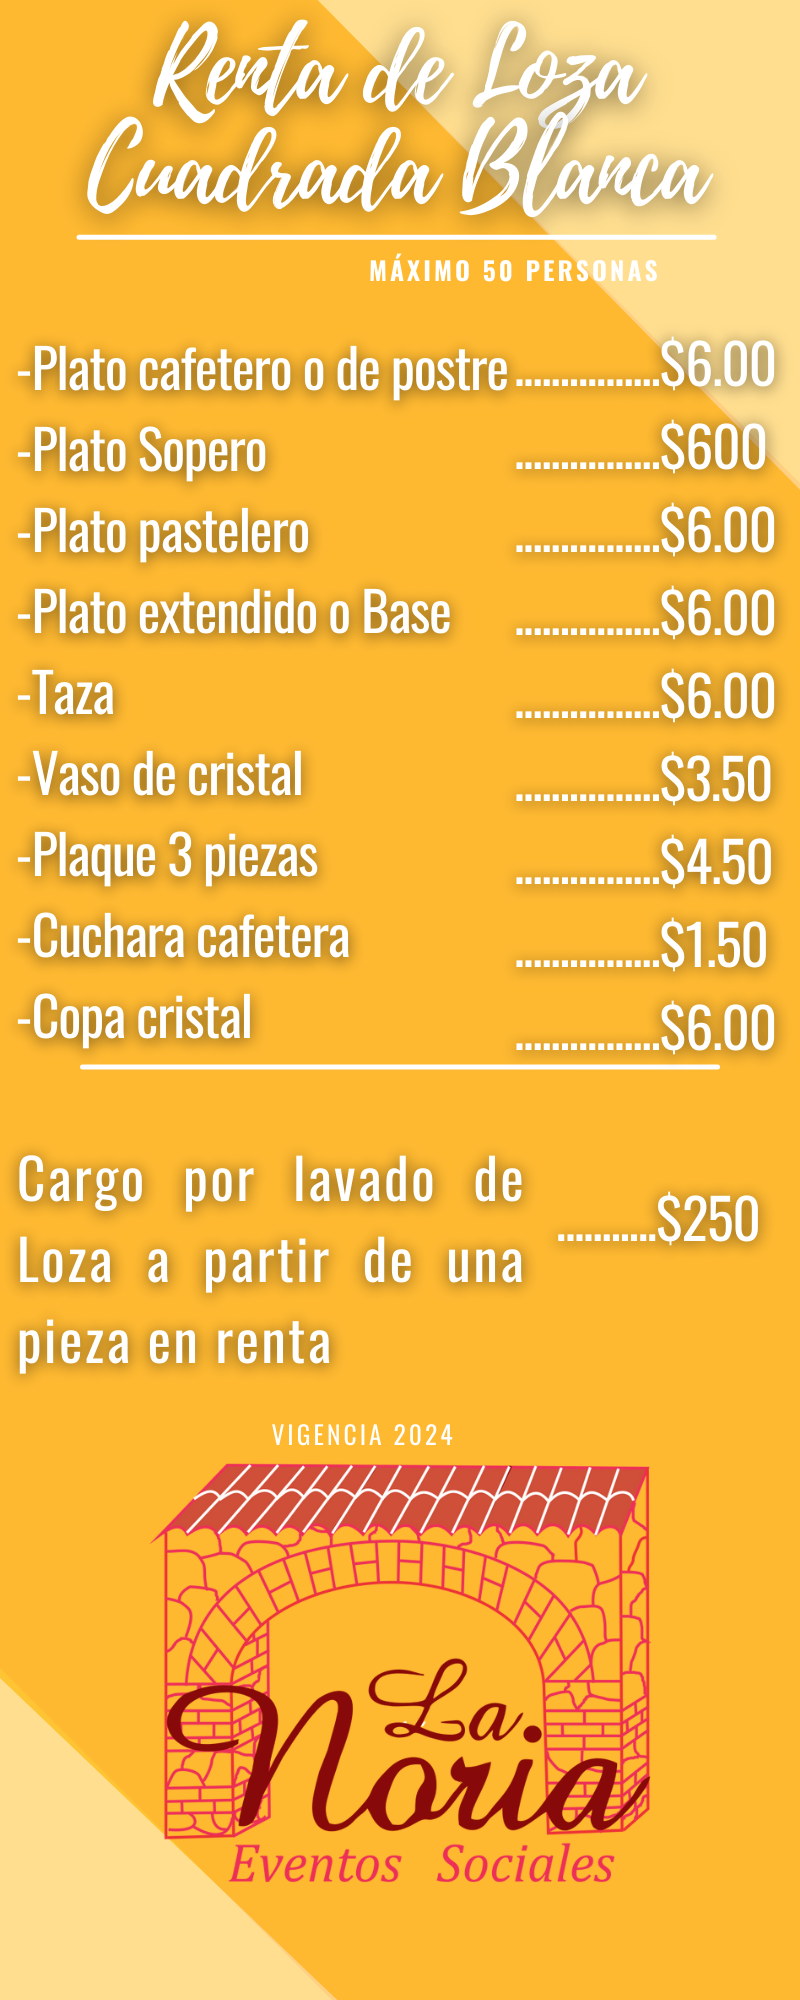 Renta de Loza
Cuadrada Blanca
MÁXIMO 50 PERSONAS
-Plato cafetero o de postre................$6.00
-Plato Sopero ................$600
-Plato pastelero ................$6.00
-Plato extendido o Base ................$6.00
-Taza ................$6.00
-Vaso de cristal ................$3.50
-Plaque 3 piezas ................$4.50
-Cuchara cafetera ................$1.50
-Copa cristal ................$6.00
Cargo por lavado de
Loza a partir de una ...........$250
pieza en renta
VIGENCIA 2024
La
Noria
Eventos Sociales